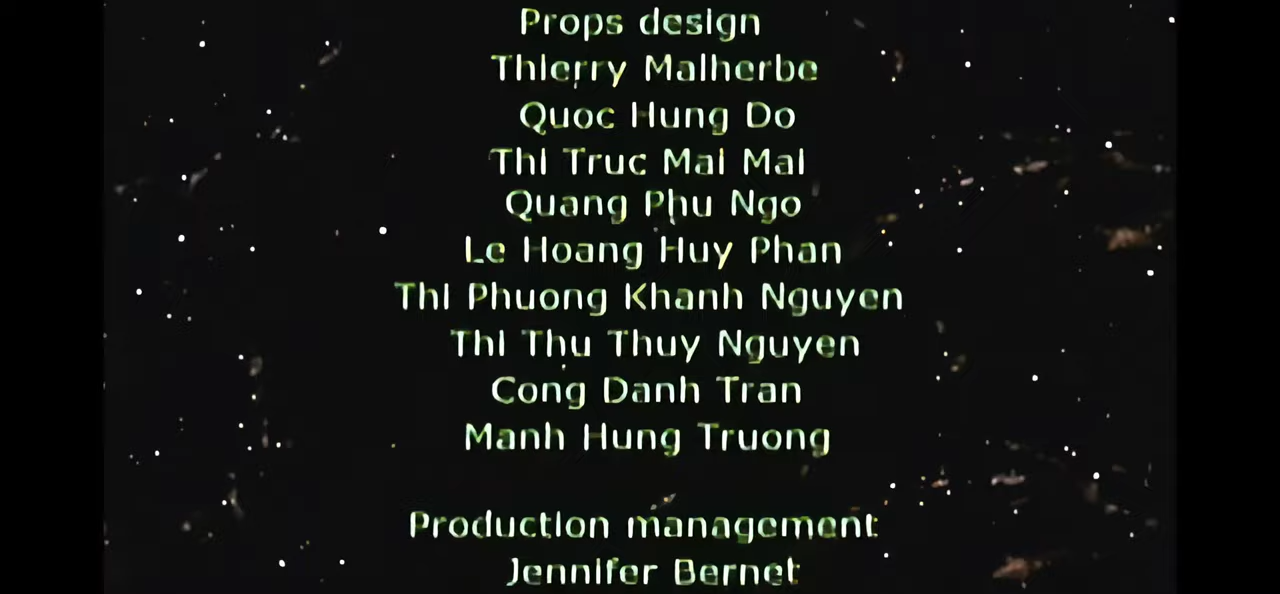 Props design
Thierry Malherbe
Quoc Hung Do
Thi Truc Mai Mai
Quang Phu Ngo
Le Hoang Huy Phan
Thi Phuong Khanh Nguyen
Thi Thu Thuy Nguyen
Cong Danh Tran
Manh Hung Truong
Production management
Jennifer Bernet